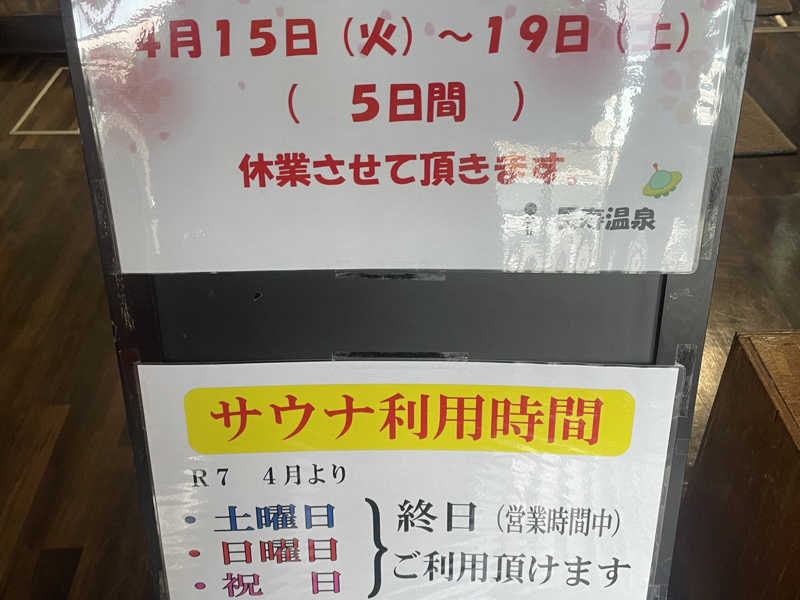 4月15日（火）～19日（土）
（　5日間　）
休業させて頂きます。
長寿温泉
サウナ利用時間
R7　4月より
・土曜日
・日曜日
・祝　日
終日（営業時間中）
ご利用頂けます